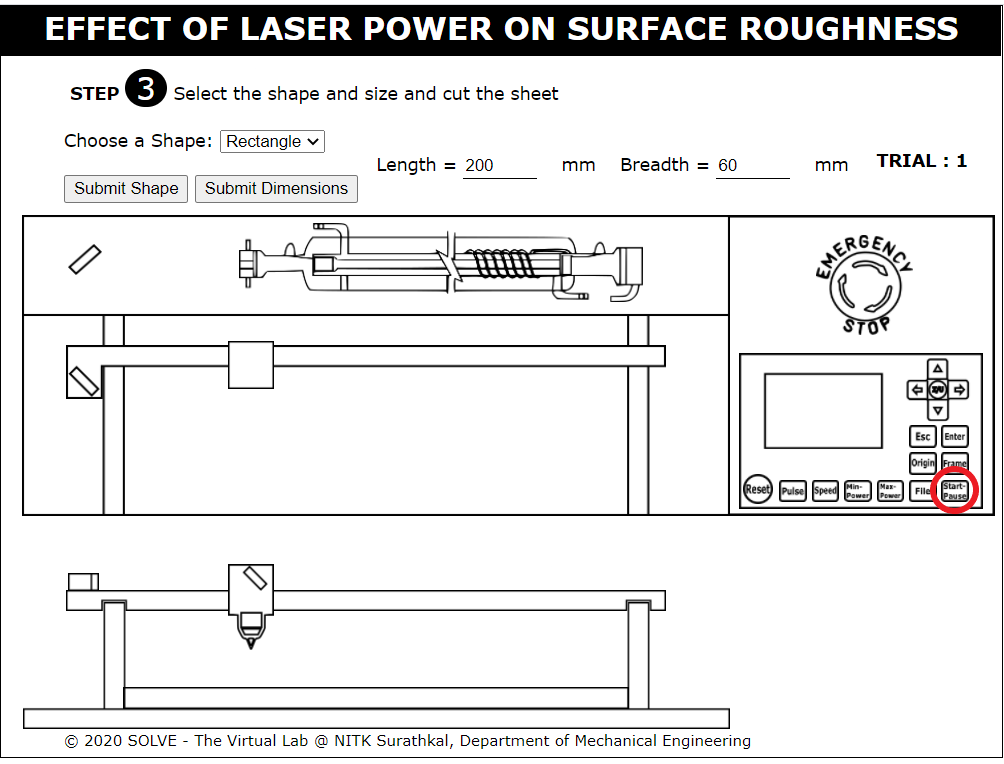 EFFECT OF LASER POWER ON SURFACE ROUGHNESS
STEP 3 Select the shape and size and cut the sheet
Choose a Shape: Rectangle
Length = 200 mm Breadth = 60 mm TRIAL : 1
Submit Shape Submit Dimensions
EMERGENCY
STOP
Z/U
Esc Enter
Origin Frame
Reset Pulse Speed Min-Power Max-Power File Start-Pause
© 2020 SOLVE - The Virtual Lab @ NITK Surathkal, Department of Mechanical Engineering